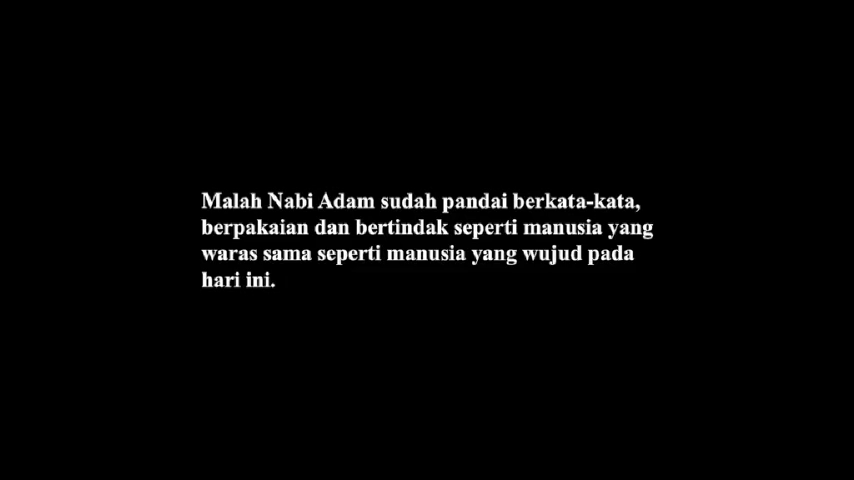 Malah Nabi Adam sudah pandai berkata-kata,
berpakaian dan bertindak seperti manusia yang
waras sama seperti manusia yang wujud pada
hari ini.